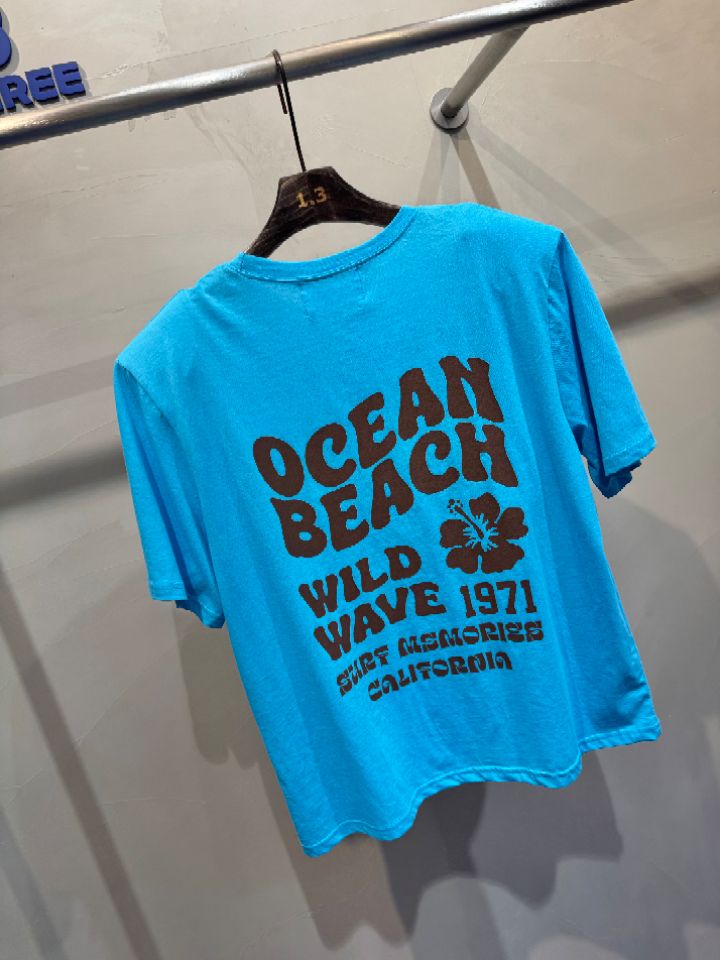 REE
1.3
OCEAN
BEACH
WILD
WAVE 1971
SURF MEMORIES
CALIFORNIA